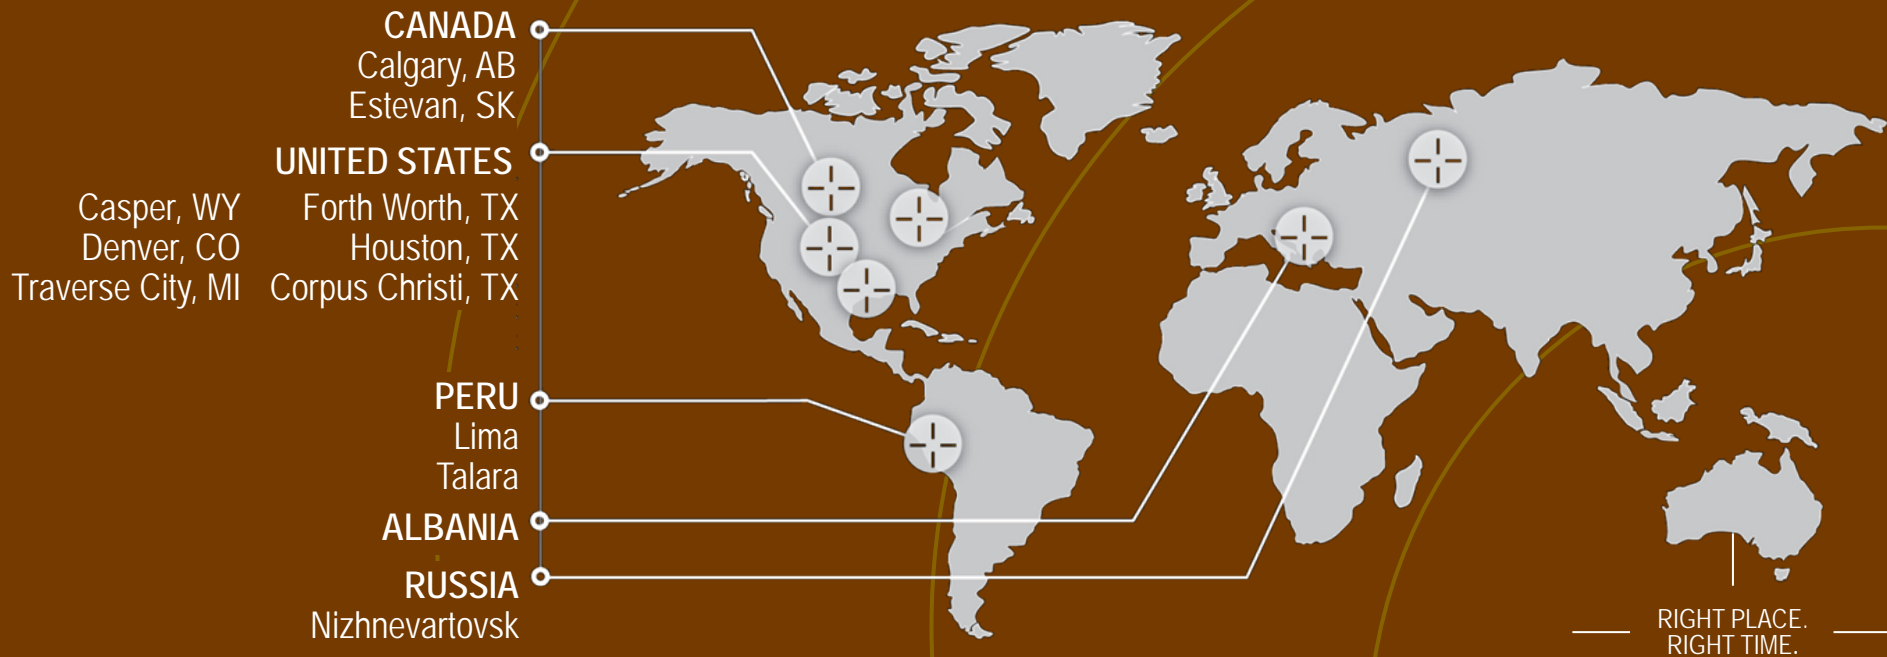 CANADA
Calgary, AB
Estevan, SK
UNITED STATES
Casper, WY Forth Worth, TX
Denver, CO Houston, TX
Traverse City, MI Corpus Christi, TX
PERU
Lima
Talara
ALBANIA
RUSSIA
Nizhnevartovsk
RIGHT PLACE.
RIGHT TIME.